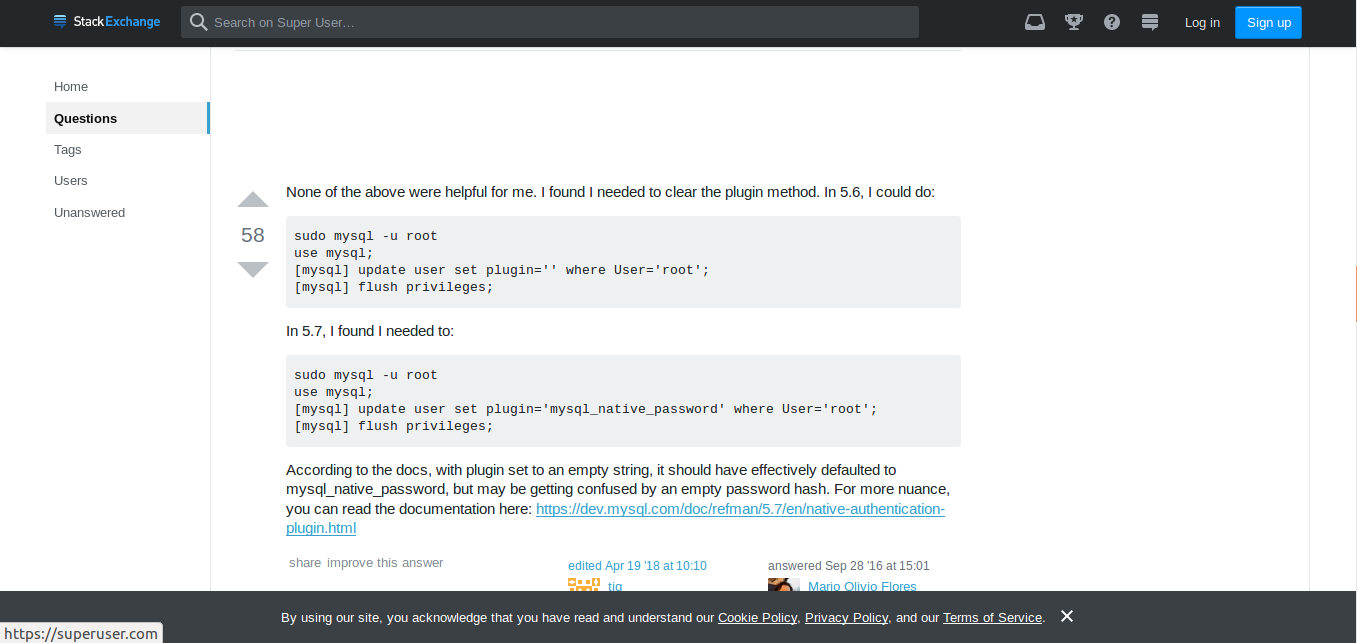 StackExchange
Search on Super User…
Log in
Sign up
Home
Questions
Tags
Users
Unanswered
None of the above were helpful for me. I found I needed to clear the plugin method. In 5.6, I could do:
58
sudo mysql -u root
use mysql;
[mysql] update user set plugin='' where User='root';
[mysql] flush privileges;
In 5.7, I found I needed to:
sudo mysql -u root
use mysql;
[mysql] update user set plugin='mysql_native_password' where User='root';
[mysql] flush privileges;
According to the docs, with plugin set to an empty string, it should have effectively defaulted to
mysql_native_password, but may be getting confused by an empty password hash. For more nuance,
you can read the documentation here: https://dev.mysql.com/doc/refman/5.7/en/native-authentication-
plugin.html
share improve this answer
edited Apr 19 '18 at 10:10
answered Sep 28 '16 at 15:01
Mario Olivio Flores
By using our site, you acknowledge that you have read and understand our Cookie Policy, Privacy Policy, and our Terms of Service.
https://superuser.com